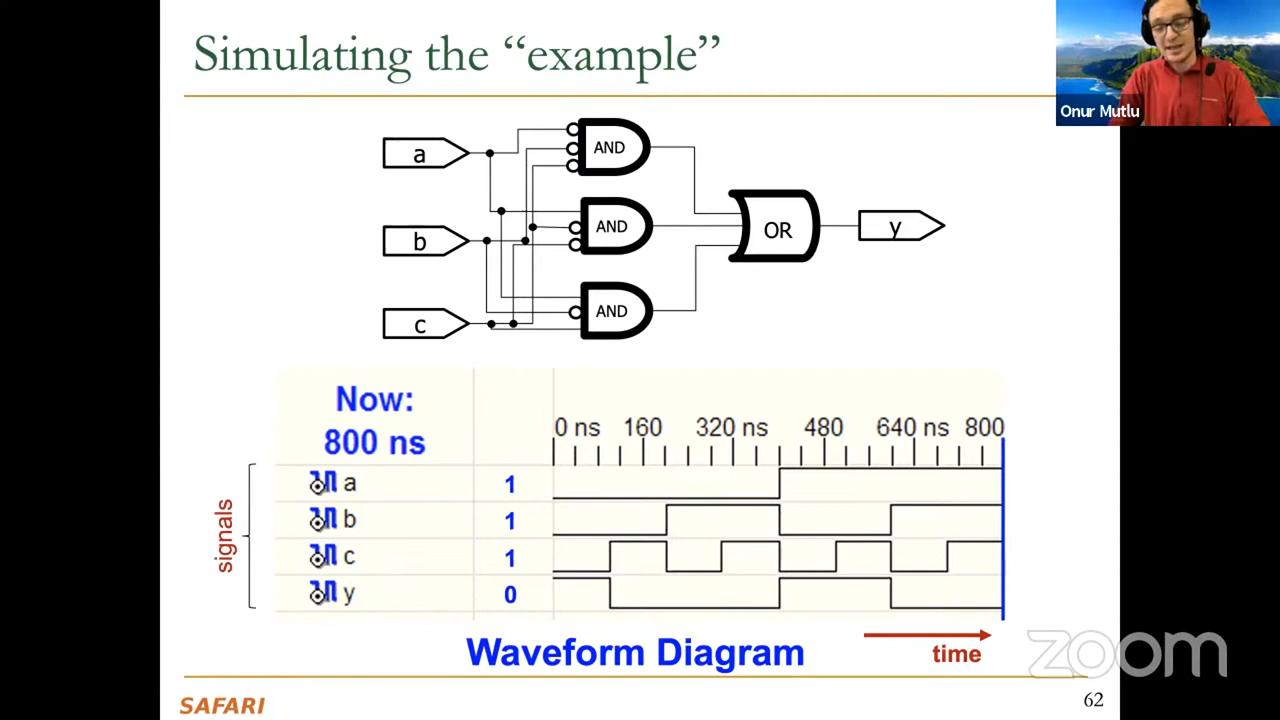 Simulating the “example”
Onur Mutlu
a
b
c
AND
AND
AND
OR
y
Now:
800 ns
0 ns 160 320 ns 480 640 ns 800
signals
a 1
b 1
c 1
y 0
Waveform Diagram
time
zoom
SAFARI
62